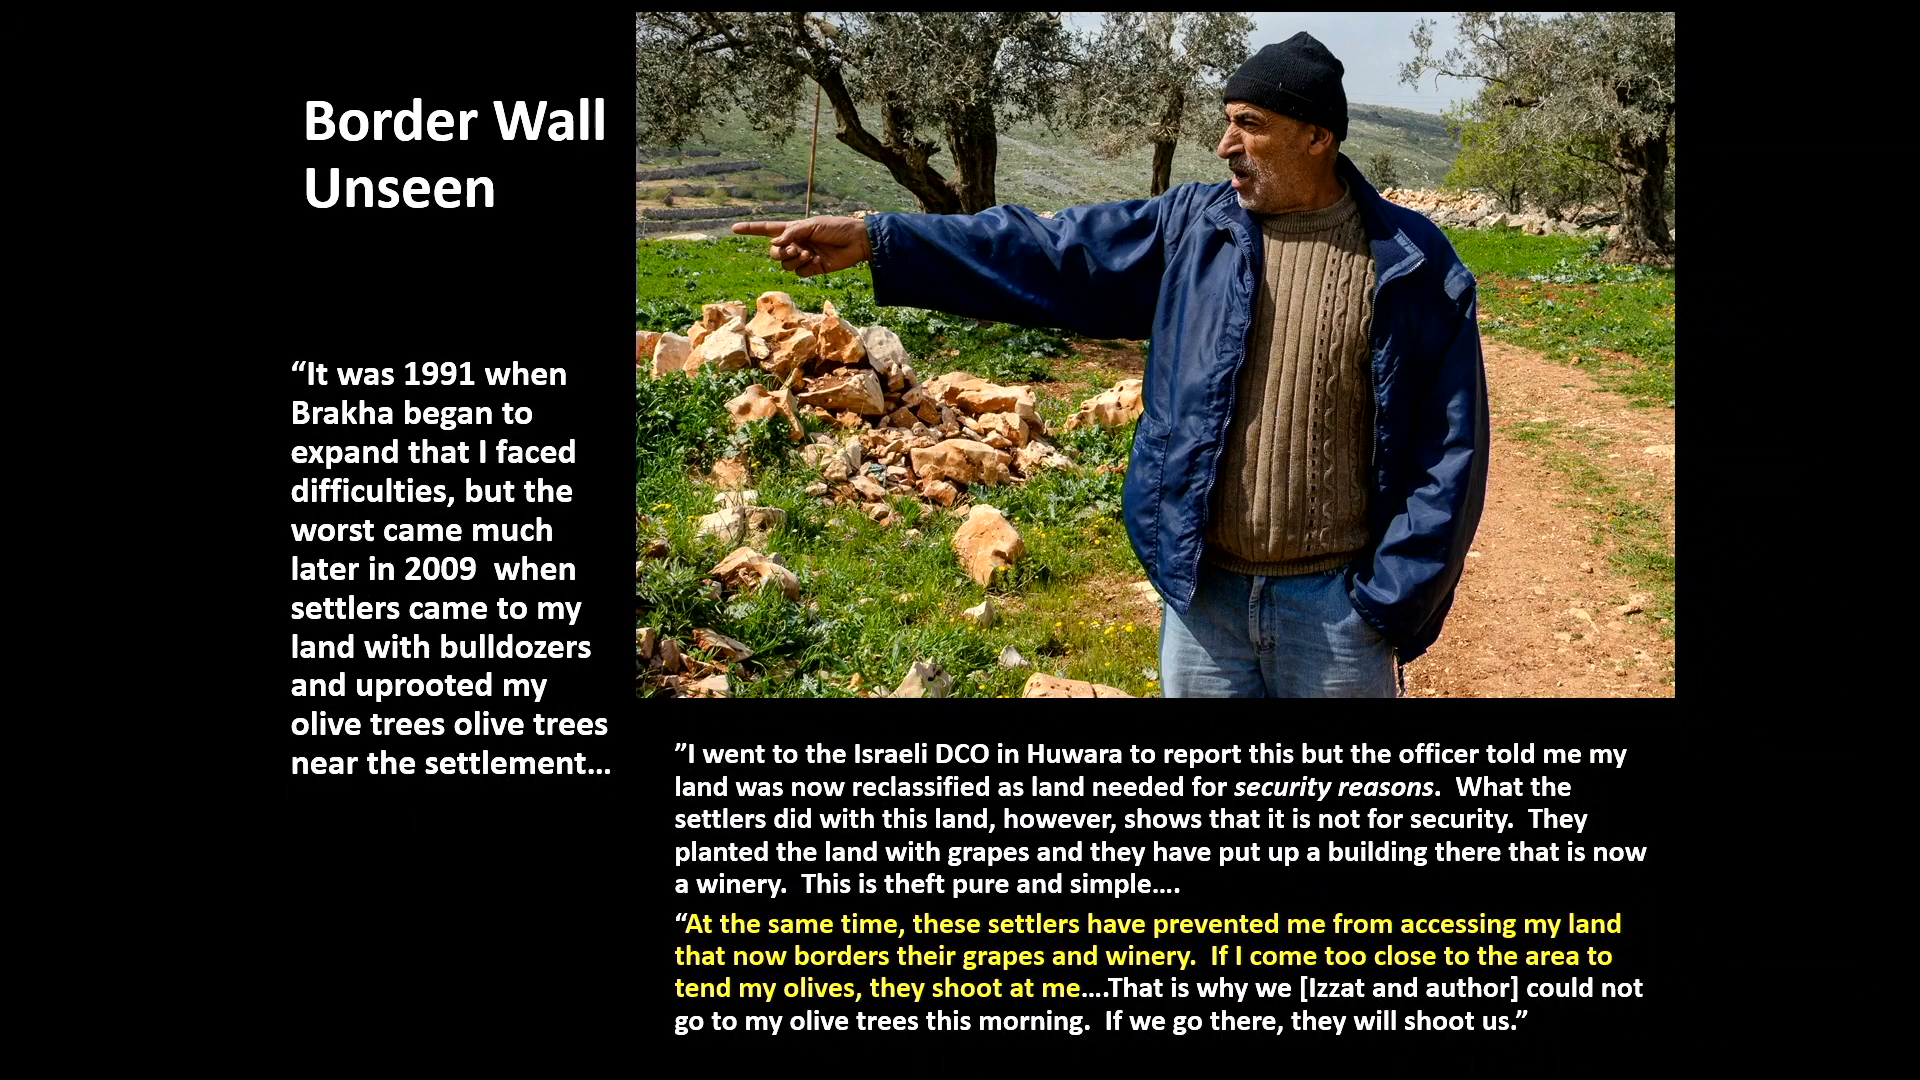 Border Wall
Unseen
“It was 1991 when
Brakha began to
expand that I faced
difficulties, but the
worst came much
later in 2009  when
settlers came to my
land with bulldozers
and uprooted my
olive trees olive trees
near the settlement…
”I went to the Israeli DCO in Huwara to report this but the officer told me my
land was now reclassified as land needed for security reasons.  What the
settlers did with this land, however, shows that it is not for security.  They
planted the land with grapes and they have put up a building there that is now
a winery.  This is theft pure and simple….
“At the same time, these settlers have prevented me from accessing my land
that now borders their grapes and winery.  If I come too close to the area to
tend my olives, they shoot at me….That is why we [Izzat and author] could not
go to my olive trees this morning.  If we go there, they will shoot us.”